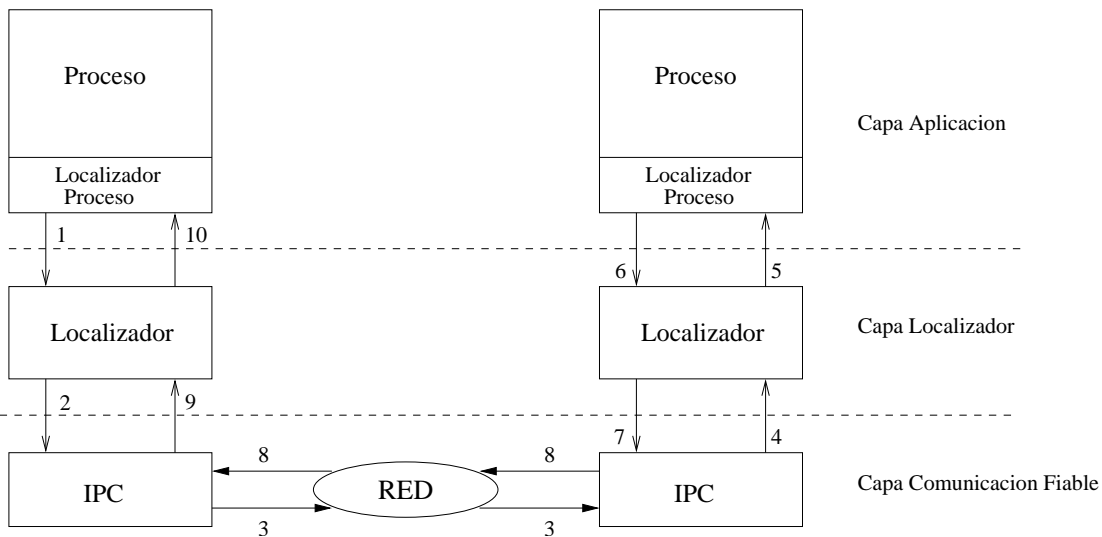 Proceso
Proceso
Capa Aplicacion
Localizador
Proceso
Localizador
Proceso
1
10
6
5
Localizador
Localizador
Capa Localizador
2
9
7
4
8
8
IPC
RED
IPC
Capa Comunicacion Fiable
3
3